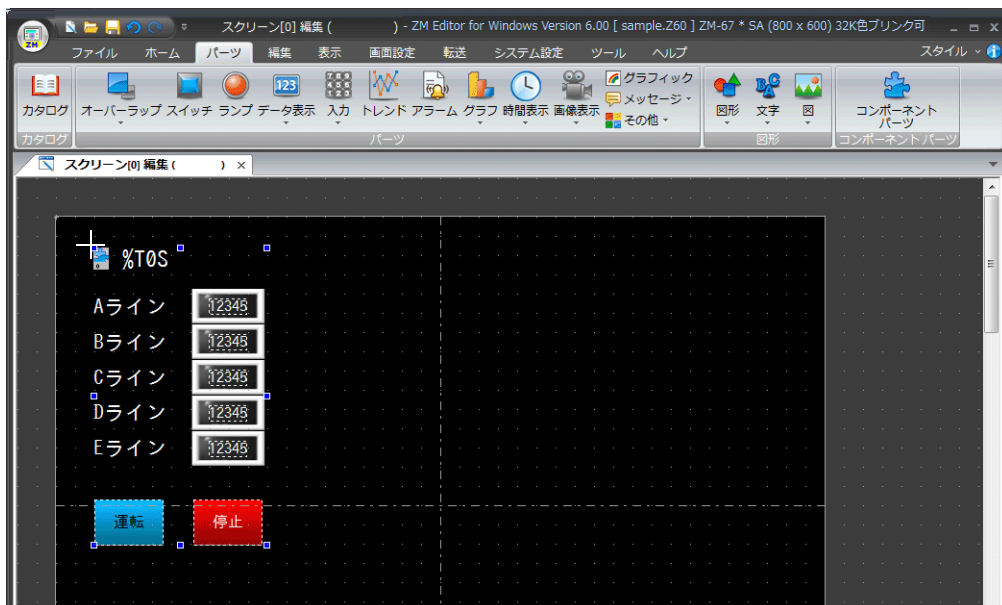 スクリーン[0] 編集 (          ) - ZM Editor for Windows Version 6.00 [ sample.Z60 ] ZM-67 * SA (800 x 600) 32K色ブリンク可
ZM
ファイル ホーム パーツ 編集 表示 画面設定 転送 システム設定 ツール ヘルプ スタイル
カタログ オーバーラップ スイッチ ランプ 123 データ表示 入力 トレンド アラーム グラフ 時間表示 画像表示 グラフィック
メッセージ
その他
図形 文字 図 コンポーネント
パーツ
カタログ パーツ 図形 コンポーネントパーツ
スクリーン[0] 編集 (          ) ×
%T0S
Aライン 12345
Bライン 12345
Cライン 12345
Dライン 12345
Eライン 12345
運転 停止